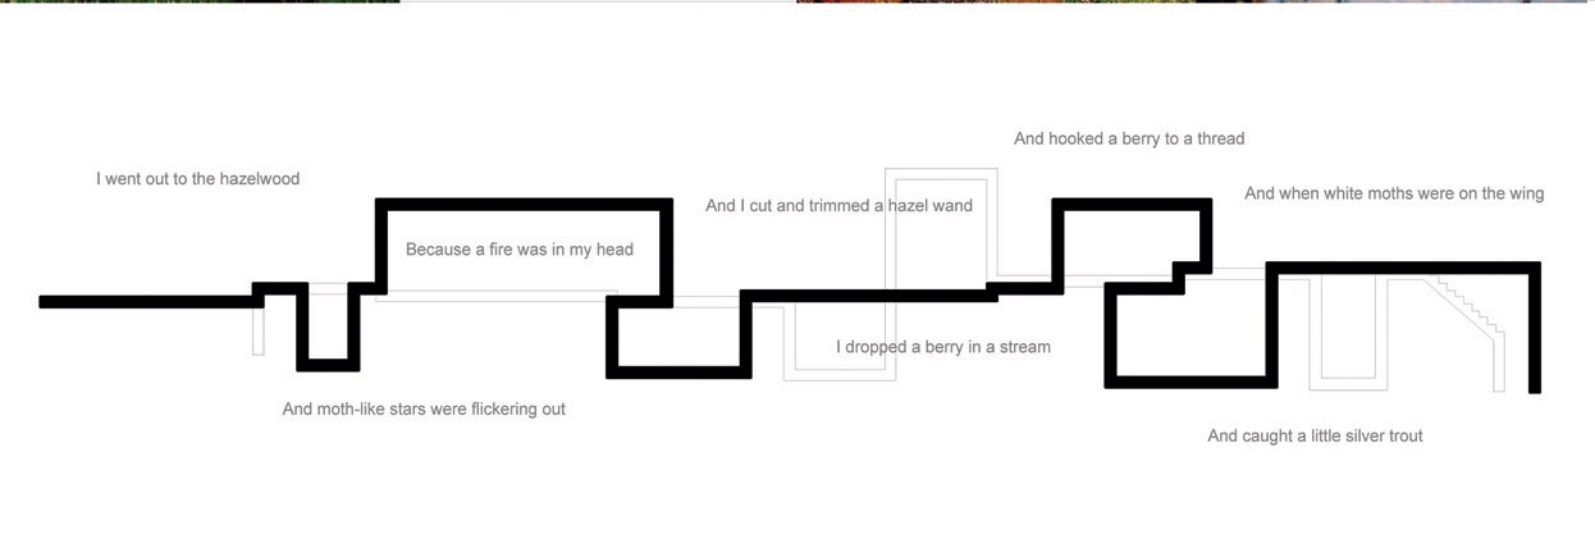 I went out to the hazelwood
Because a fire was in my head
And I cut and trimmed a hazel wand
And hooked a berry to a thread
And when white moths were on the wing
And moth-like stars were flickering out
I dropped a berry in a stream
And caught a little silver trout